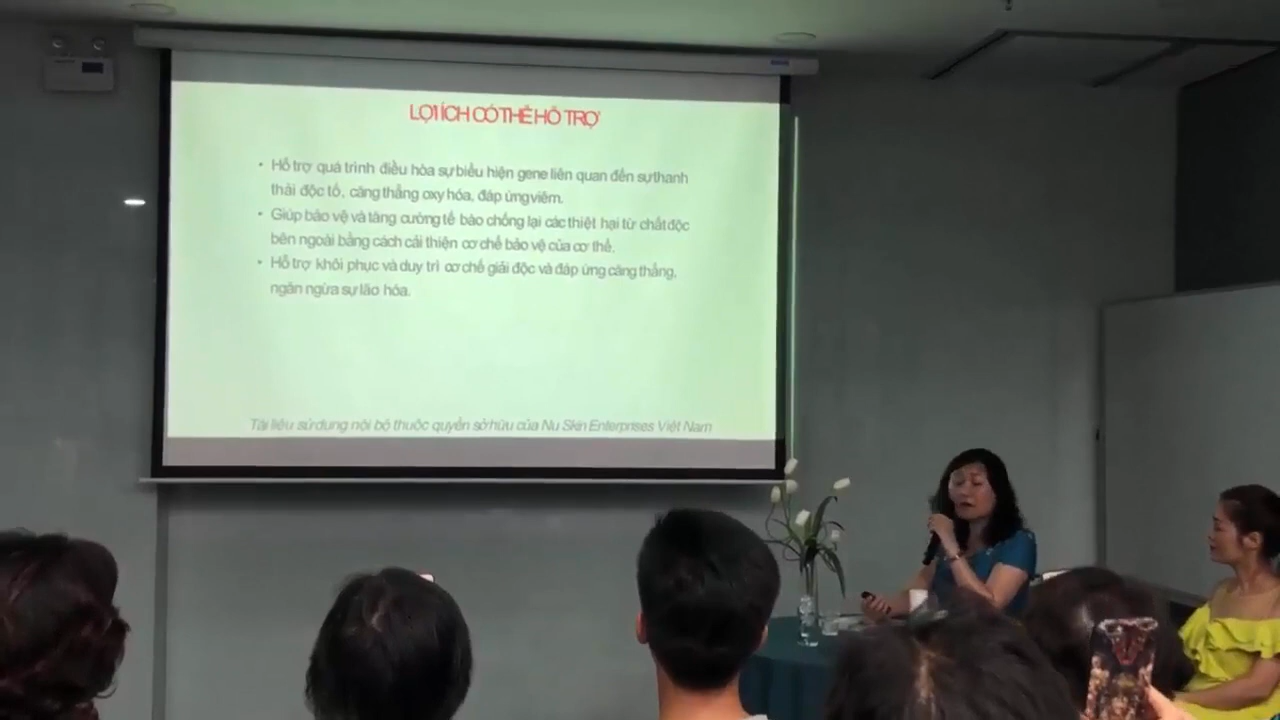 LỢI ÍCH CÓ THỂ HỖ TRỢ
• Hỗ trợ quá trình điều hòa sự biểu hiện gene liên quan đến sự thanh
thải độc tố, căng thẳng oxy hóa, đáp ứng viêm.
• Giúp bảo vệ và tăng cường tế bào chống lại các thiệt hại từ chất độc
bên ngoài bằng cách cải thiện cơ chế bảo vệ của cơ thể.
• Hỗ trợ khôi phục và duy trì cơ chế giải độc và đáp ứng căng thẳng,
ngăn ngừa sự lão hóa.
Tài liệu sử dụng nội bộ thuộc quyền sở hữu của Nu Skin Enterprises Việt Nam